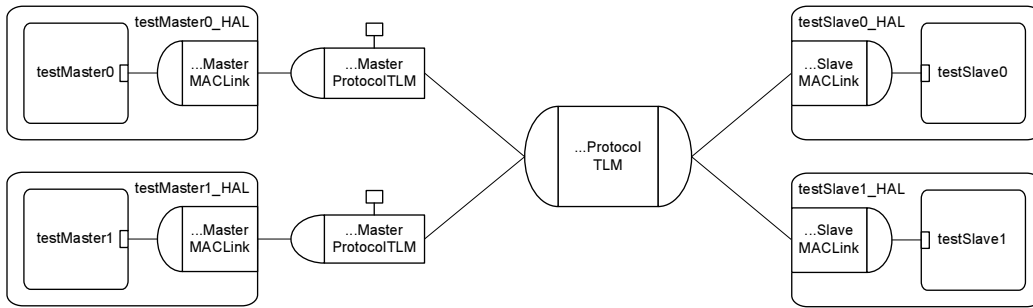 testMaster0_HAL
testMaster0
...Master
MACLink
...Master
ProtocolTLM
testMaster1_HAL
testMaster1
...Master
MACLink
...Master
ProtocolTLM
...Protocol
TLM
testSlave0_HAL
...Slave
MACLink
testSlave0
testSlave1_HAL
...Slave
MACLink
testSlave1